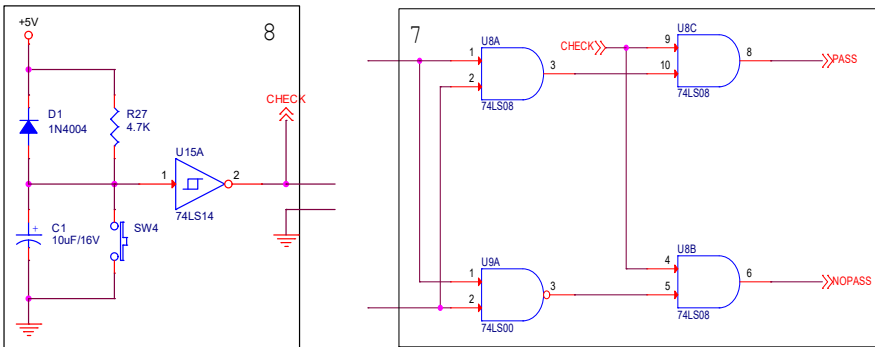 8
+5V
D1
1N4004
R27
4.7K
CHECK
U15A
1
2
74LS14
C1
+
10uF/16V
SW4
7
U8A
1
2
3
74LS08
CHECK
U8C
9
10
8
74LS08
PASS
U9A
1
2
3
74LS00
U8B
4
5
6
74LS08
NOPASS